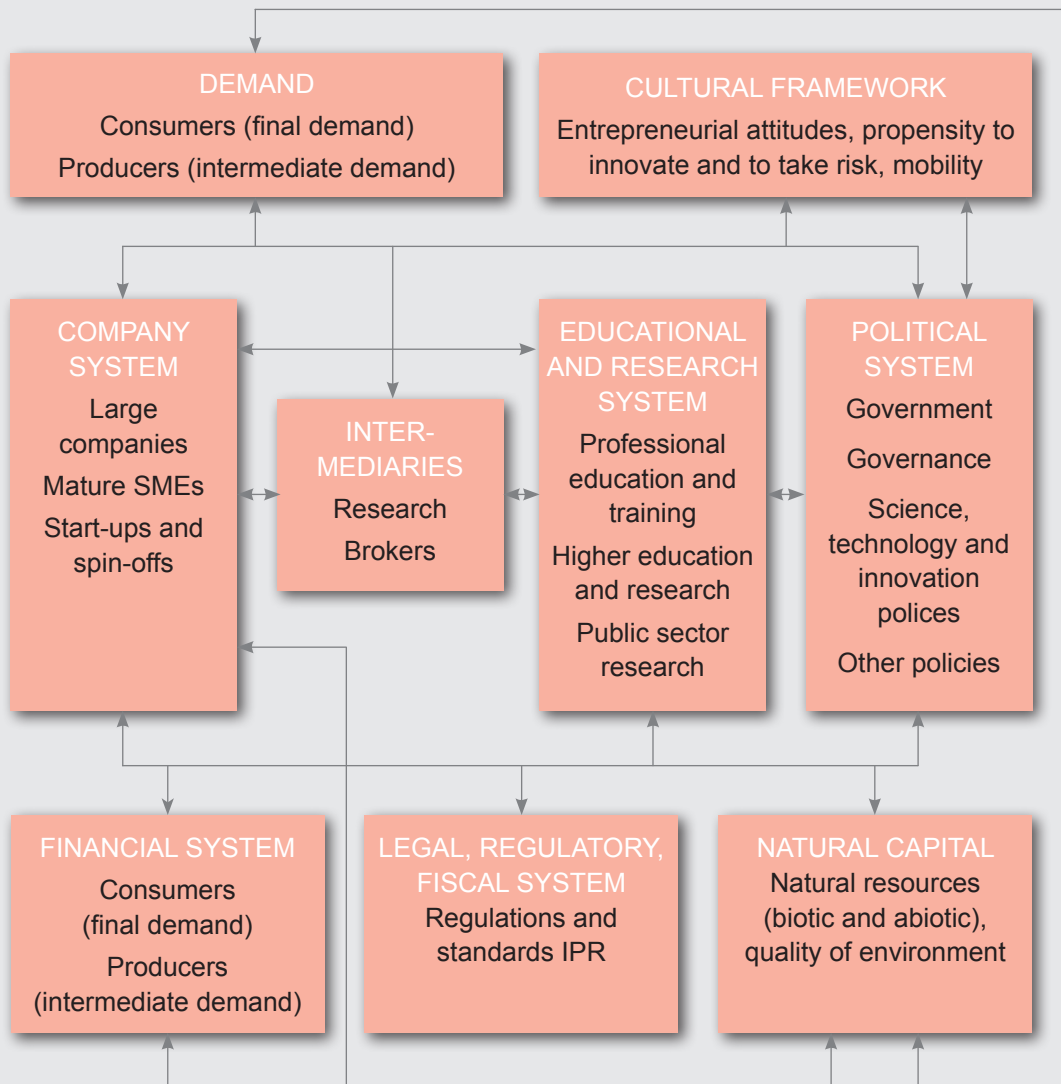 DEMAND
Consumers (final demand)
Producers (intermediate demand)
CULTURAL FRAMEWORK
Entrepreneurial attitudes, propensity to
innovate and to take risk, mobility
COMPANY
SYSTEM
Large
companies
Mature SMEs
Start-ups and
spin-offs
INTER-
MEDIARIES
Research
Brokers
EDUCATIONAL
AND RESEARCH
SYSTEM
Professional
education and
training
Higher education
and research
Public sector
research
POLITICAL
SYSTEM
Government
Governance
Science,
technology and
innovation
polices
Other policies
FINANCIAL SYSTEM
Consumers
(final demand)
Producers
(intermediate demand)
LEGAL, REGULATORY,
FISCAL SYSTEM
Regulations and
standards IPR
NATURAL CAPITAL
Natural resources
(biotic and abiotic),
quality of environment